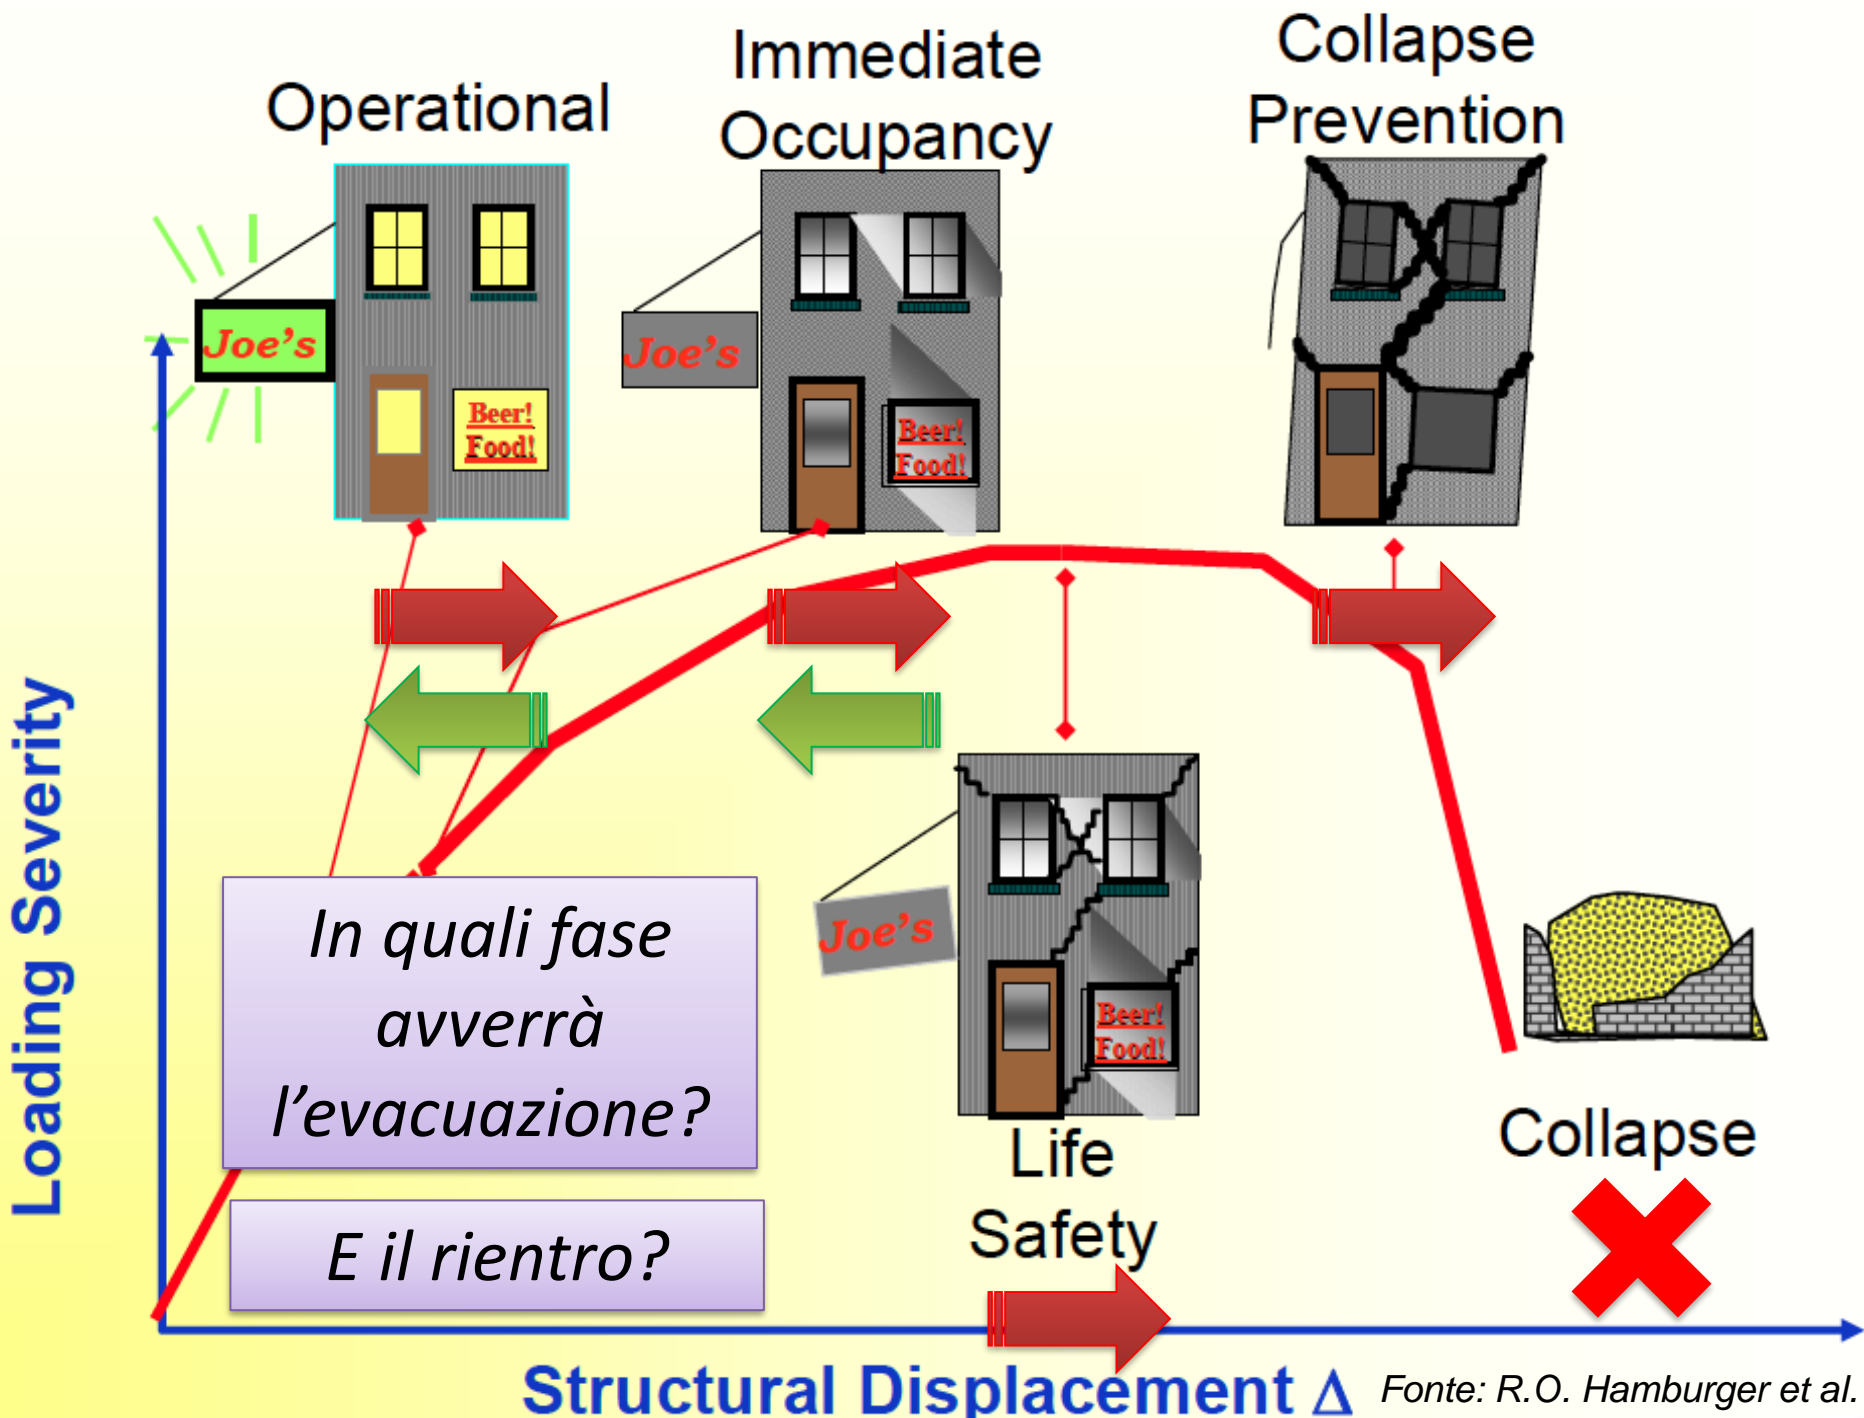 Operational
Immediate
Occupancy
Collapse
Prevention
Joe's
Beer!
Food!
Joe's
Beer!
Food!
Loading Severity
In quali fase
avverrà
l'evacuazione?
E il rientro?
Joe's
Beer!
Food!
Life
Safety
Collapse
Structural Displacement Δ
Fonte: R.O. Hamburger et al.